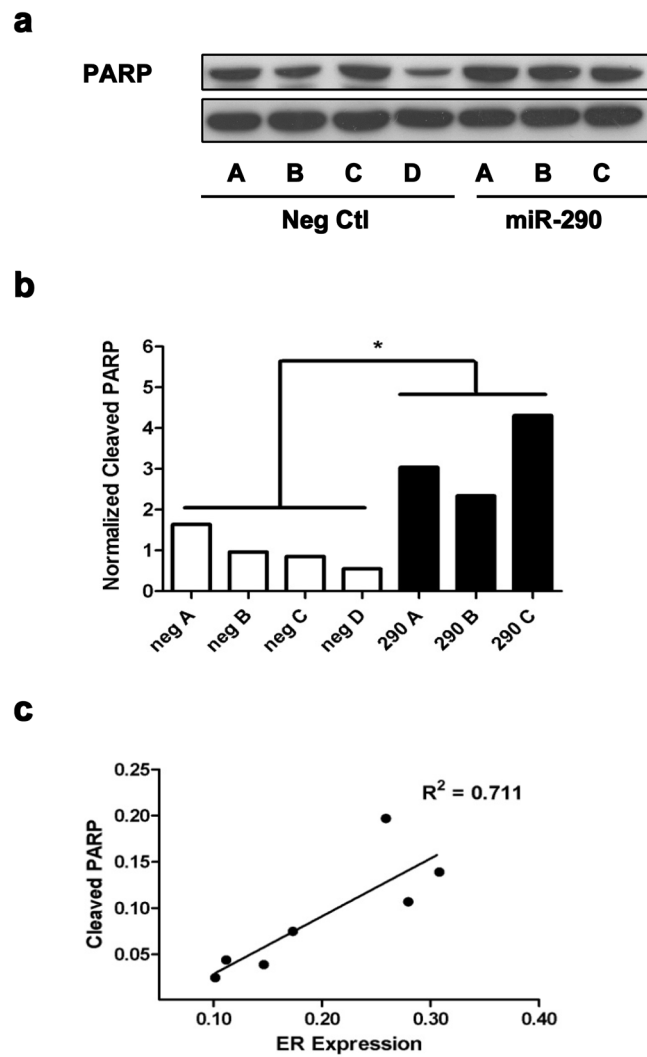 a
PARP
A B C D A B C
Neg Ctl miR-290
b
Normalized Cleaved PARP
6
5
4
3
2
1
0
*
neg A neg B neg C neg D 290 A 290 B 290 C
c
Cleaved PARP
0.25
0.20
0.15
0.10
0.05
R² = 0.711
0.10 0.20 0.30 0.40
ER Expression